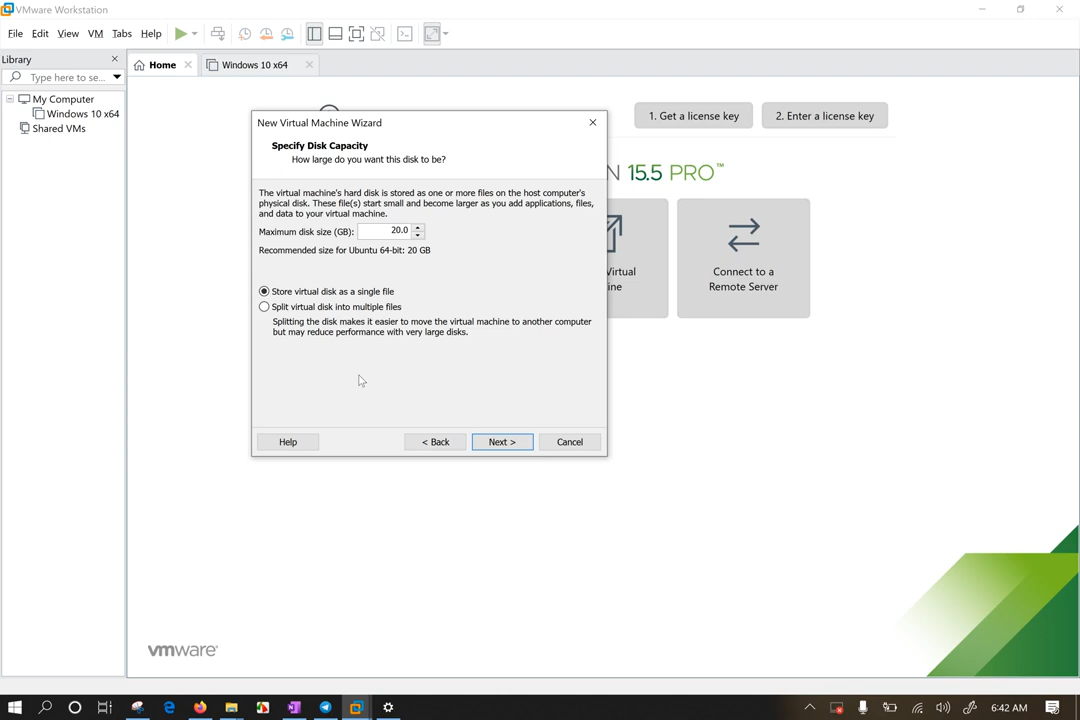 VMware Workstation
File Edit View VM Tabs Help
Library
Type here to se...
My Computer
Windows 10 x64
Shared VMs
Home
Windows 10 x64
1. Get a license key
2. Enter a license key
N 15.5 PRO™
Connect to a
Remote Server
New Virtual Machine Wizard
Specify Disk Capacity
How large do you want this disk to be?
The virtual machine's hard disk is stored as one or more files on the host computer's
physical disk. These file(s) start small and become larger as you add applications, files,
and data to your virtual machine.
Maximum disk size (GB): 20.0
Recommended size for Ubuntu 64-bit: 20 GB
Store virtual disk as a single file
Split virtual disk into multiple files
Splitting the disk makes it easier to move the virtual machine to another computer
but may reduce performance with very large disks.
Help
< Back
Next >
Cancel
Virtual
ine
vmware
6:42 AM